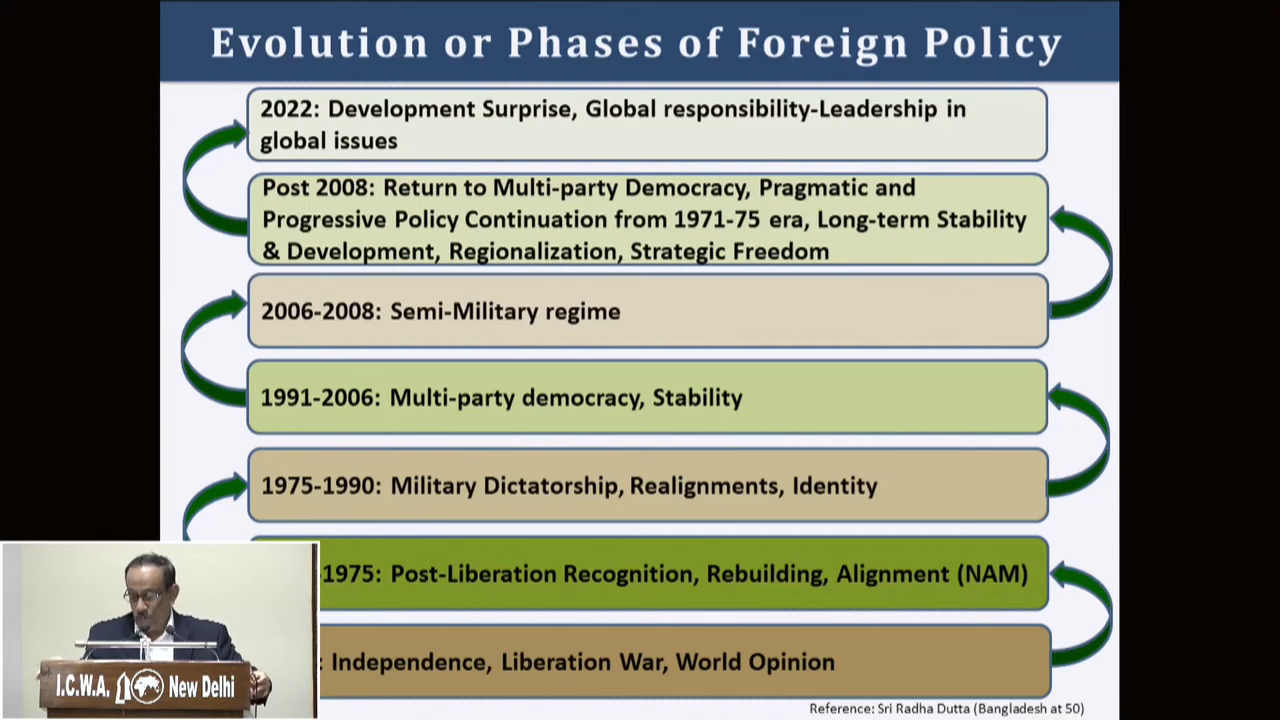 Evolution or Phases of Foreign Policy
2022: Development Surprise, Global responsibility-Leadership in
global issues
Post 2008: Return to Multi-party Democracy, Pragmatic and
Progressive Policy Continuation from 1971-75 era, Long-term Stability
& Development, Regionalization, Strategic Freedom
2006-2008: Semi-Military regime
1991-2006: Multi-party democracy, Stability
1975-1990: Military Dictatorship, Realignments, Identity
-1975: Post-Liberation Recognition, Rebuilding, Alignment (NAM)
: Independence, Liberation War, World Opinion
I.C.W.A. New Delhi
Reference: Sri Radha Dutta (Bangladesh at 50)